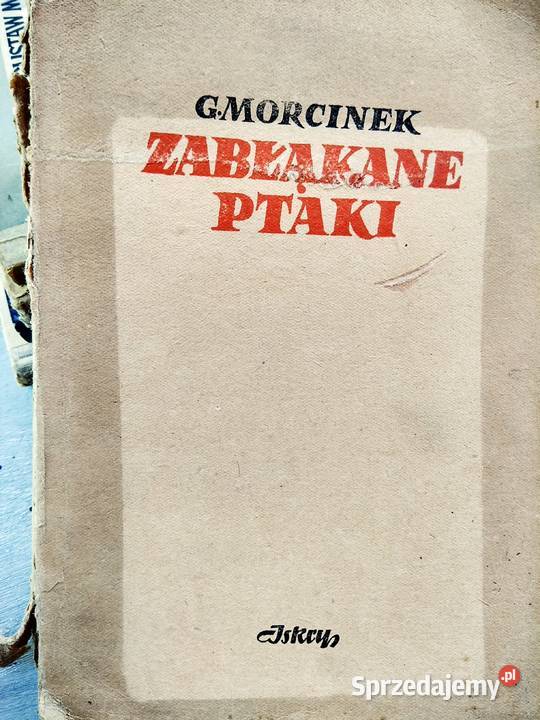 G. MORCINEK
ZABŁĄKANE
PTAKI
Iskry
Sprzedajemy.pl